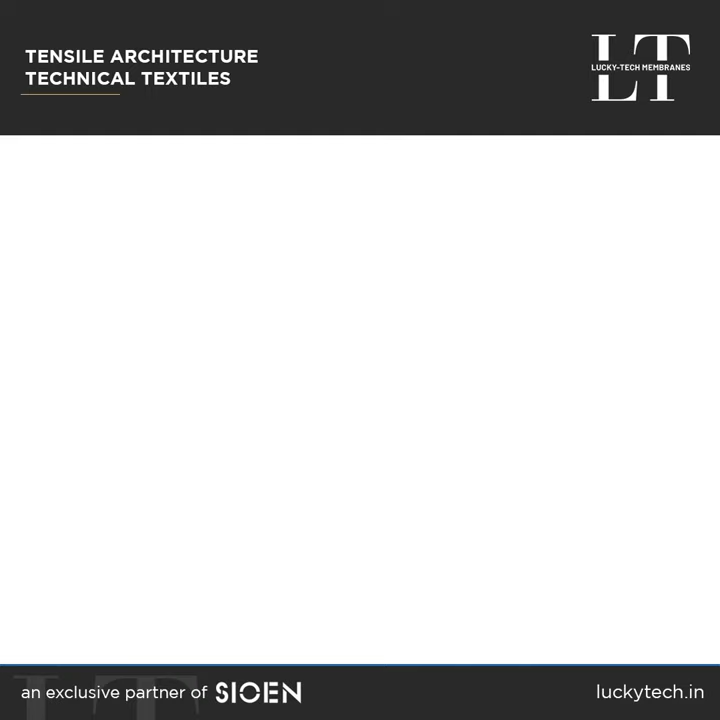 TENSILE ARCHITECTURE
TECHNICAL TEXTILES
LT
LUCKY-TECH MEMBRANES
an exclusive partner of SIOEN
luckytech.in